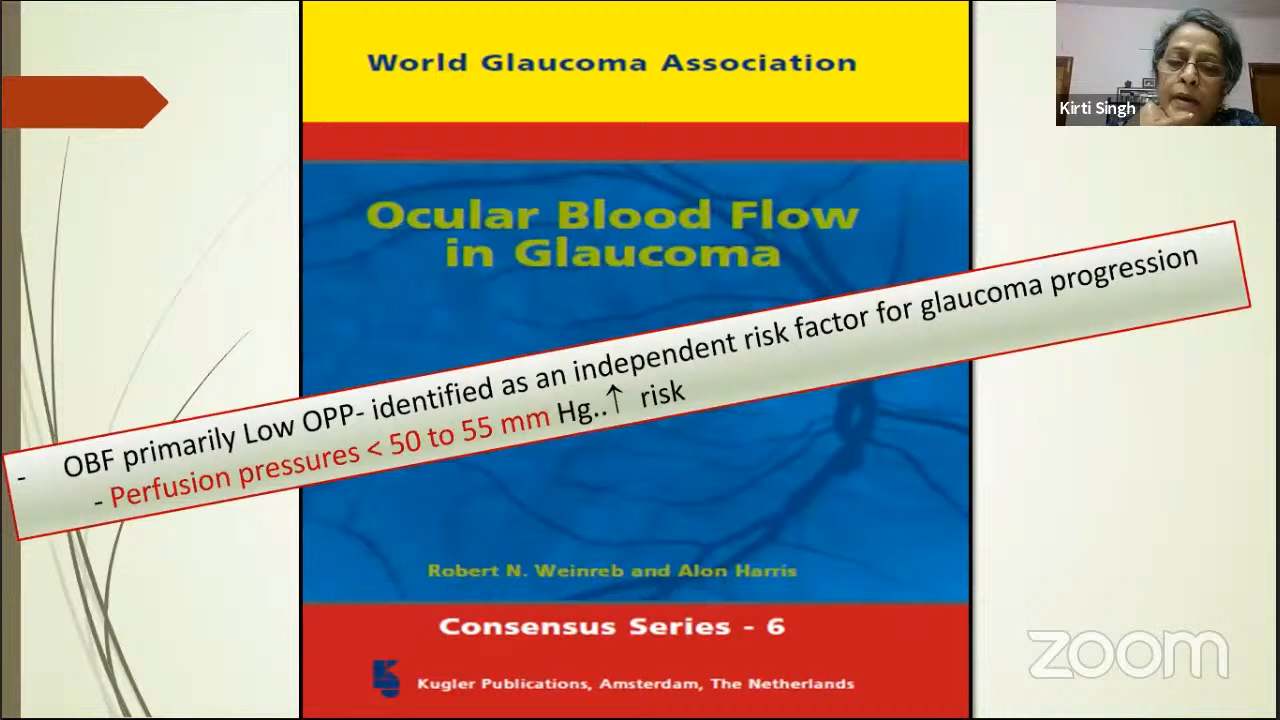 World Glaucoma Association
Kirti Singh
Ocular Blood Flow
in Glaucoma
- OBF primarily Low OPP- identified as an independent risk factor for glaucoma progression
- Perfusion pressures < 50 to 55 mm Hg..↑ risk
Robert N. Weinreb and Alon Harris
Consensus Series - 6
Kugler Publications, Amsterdam, The Netherlands
zoom